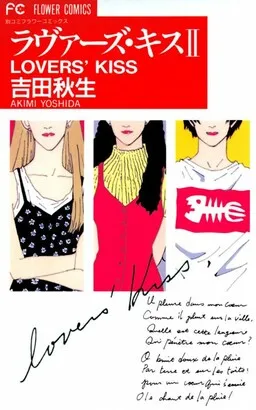 FC FLOWER COMICS
別コミフラワーコミックス
ラヴァーズ・キスII
LOVERS' KISS
吉田秋生
AKIMI YOSHIDA
lovers' kiss,
Il pleure dans mon cœur
Comme il pleut sur la ville.
Quelle est cette langueur
Qui pénètre mon cœur?
O bruit doux de la pluie
Par terre et sur les toits!
pour un cœur qui s'ennuie
O le chant de la pluie!